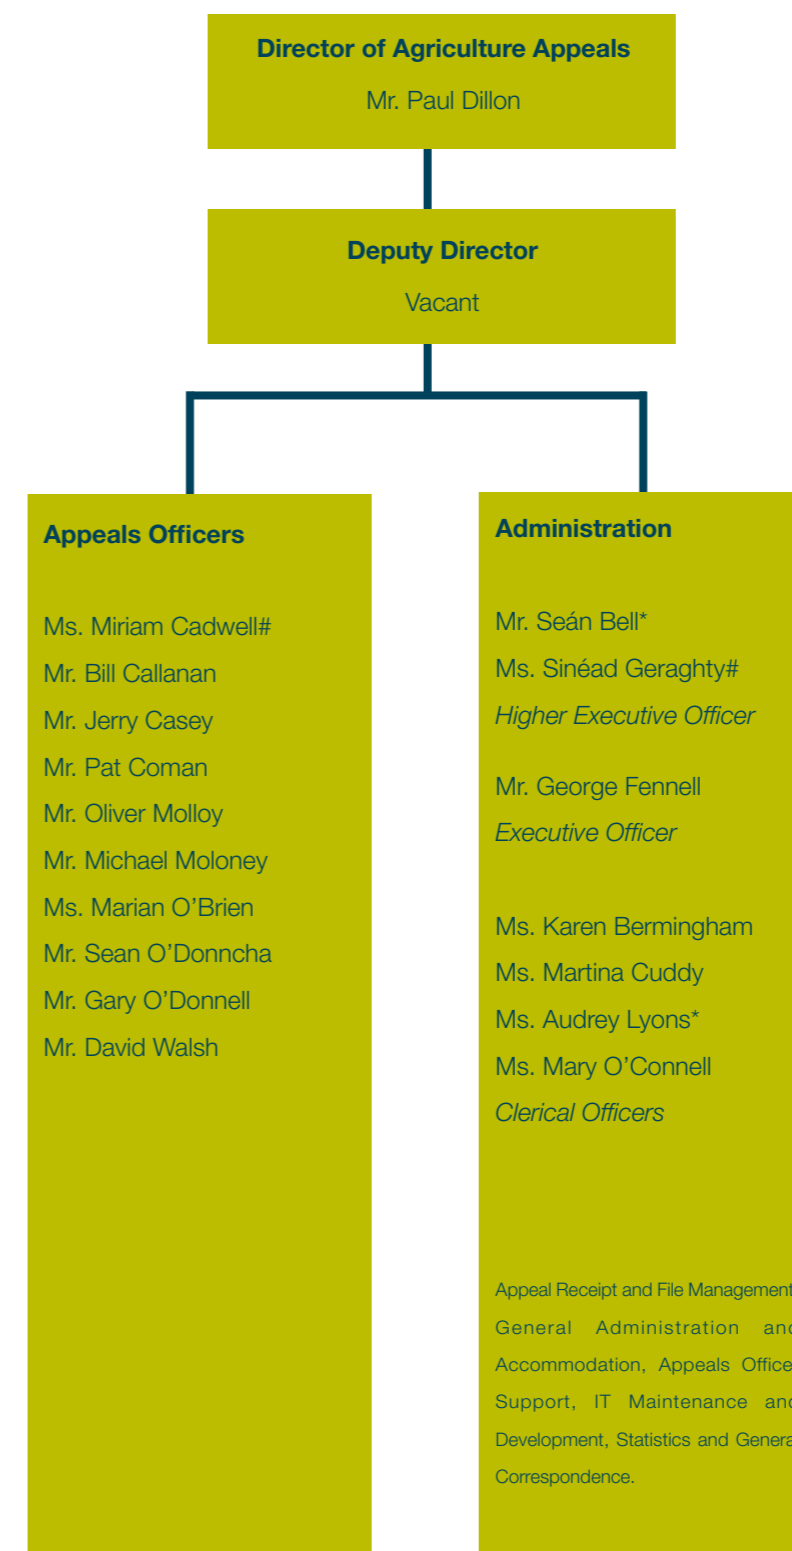 Director of Agriculture Appeals
Mr. Paul Dillon
Deputy Director
Vacant
Appeals Officers
Ms. Miriam Cadwell#
Mr. Bill Callanan
Mr. Jerry Casey
Mr. Pat Coman
Mr. Oliver Molloy
Mr. Michael Moloney
Ms. Marian O’Brien
Mr. Sean O’Donncha
Mr. Gary O’Donnell
Mr. David Walsh
Administration
Mr. Seán Bell*
Ms. Sinéad Geraghty#
Higher Executive Officer
Mr. George Fennell
Executive Officer
Ms. Karen Bermingham
Ms. Martina Cuddy
Ms. Audrey Lyons*
Ms. Mary O’Connell
Clerical Officers
Appeal Receipt and File Management
General Administration and
Accommodation, Appeals Office
Support, IT Maintenance and
Development, Statistics and General
Correspondence.